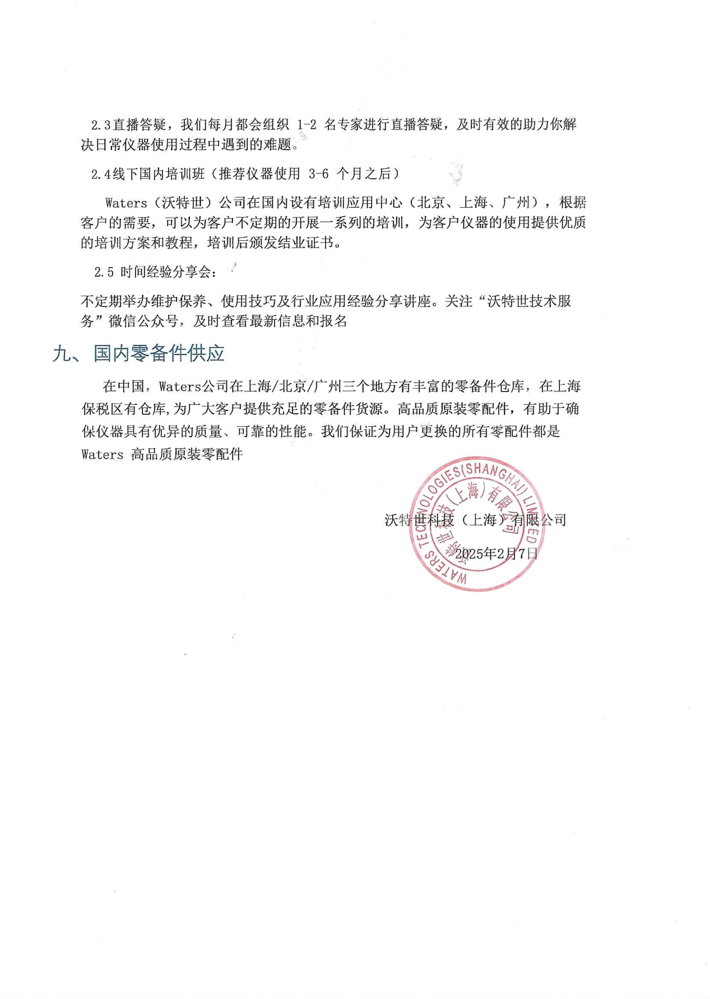 2.3直播答疑，我们每月都会组织 1-2 名专家进行直播答疑，及时有效的助力你解
决日常仪器使用过程中遇到的难题。
2.4线下国内培训班（推荐仪器使用 3-6 个月之后）
Waters（沃特世）公司在国内设有培训应用中心（北京、上海、广州），根据
客户的需要，可以为客户不定期的开展一系列的培训，为客户仪器的使用提供优质
的培训方案和教程，培训后颁发结业证书。
2.5 时间经验分享会：
不定期举办维护保养、使用技巧及行业应用经验分享讲座。关注“沃特世技术服
务”微信公众号，及时查看最新信息和报名
九、 国内零备件供应
在中国，Waters公司在上海/北京/广州三个地方有丰富的零备件仓库，在上海
保税区有仓库,为广大客户提供充足的零备件货源。高品质原装零配件，有助于确
保仪器具有优异的质量、可靠的性能。我们保证为用户更换的所有零配件都是
Waters 高品质原装零配件
WATERS TECHNOLOGIES(SHANGHAI) LIMITED
沃特世科技(上海)有限公司
沃特世科技（上海）有限公司
2025年2月7日